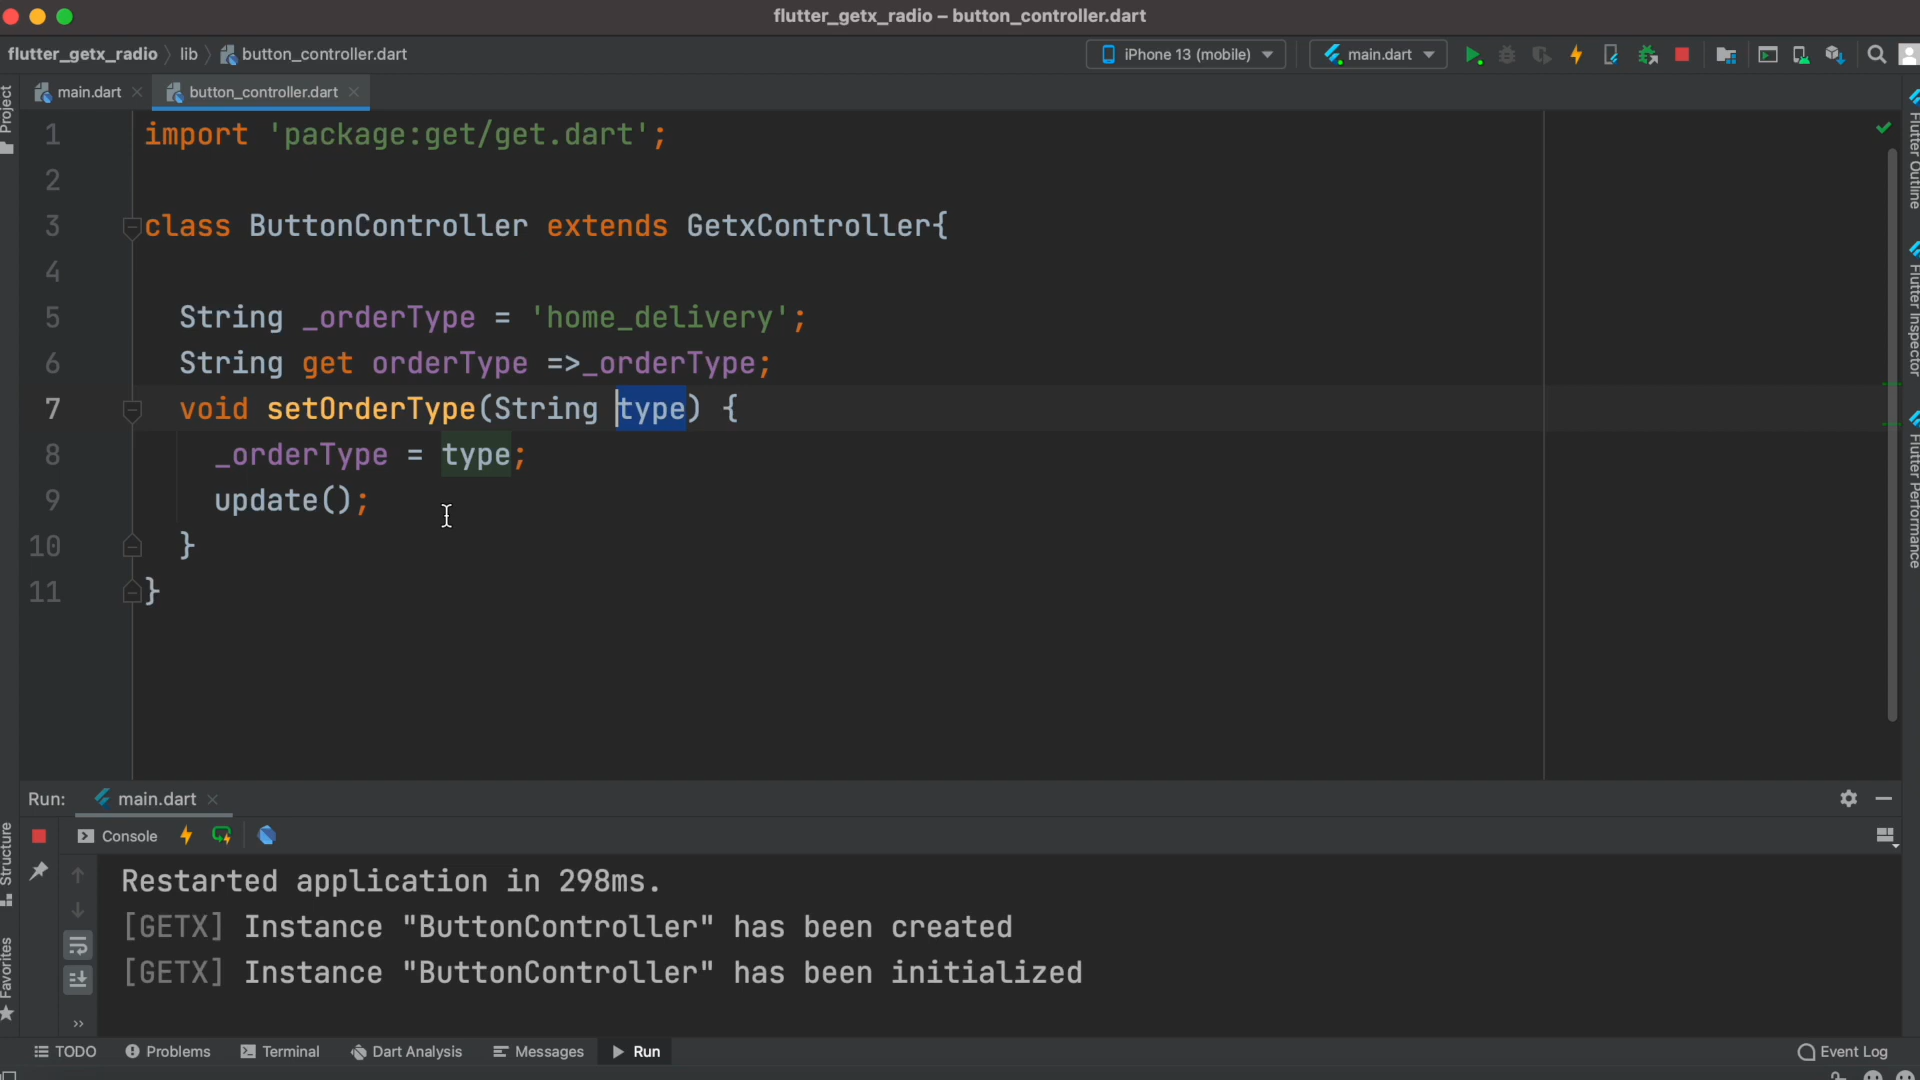 flutter_getx_radio – button_controller.dart
flutter_getx_radio lib button_controller.dart iPhone 13 (mobile) main.dart
main.dart button_controller.dart
Project
1 import 'package:get/get.dart';
2
3 class ButtonController extends GetxController{
4
5 String _orderType = 'home_delivery';
6 String get orderType =>_orderType;
7 void setOrderType(String type) {
8 _orderType = type;
9 update();
10 }
11 }
Flutter Outline
Flutter Inspector
Flutter Performance
Run: main.dart
Console
Structure
Favorites
Restarted application in 298ms.
[GETX] Instance "ButtonController" has been created
[GETX] Instance "ButtonController" has been initialized
TODO Problems Terminal Dart Analysis Messages Run Event Log